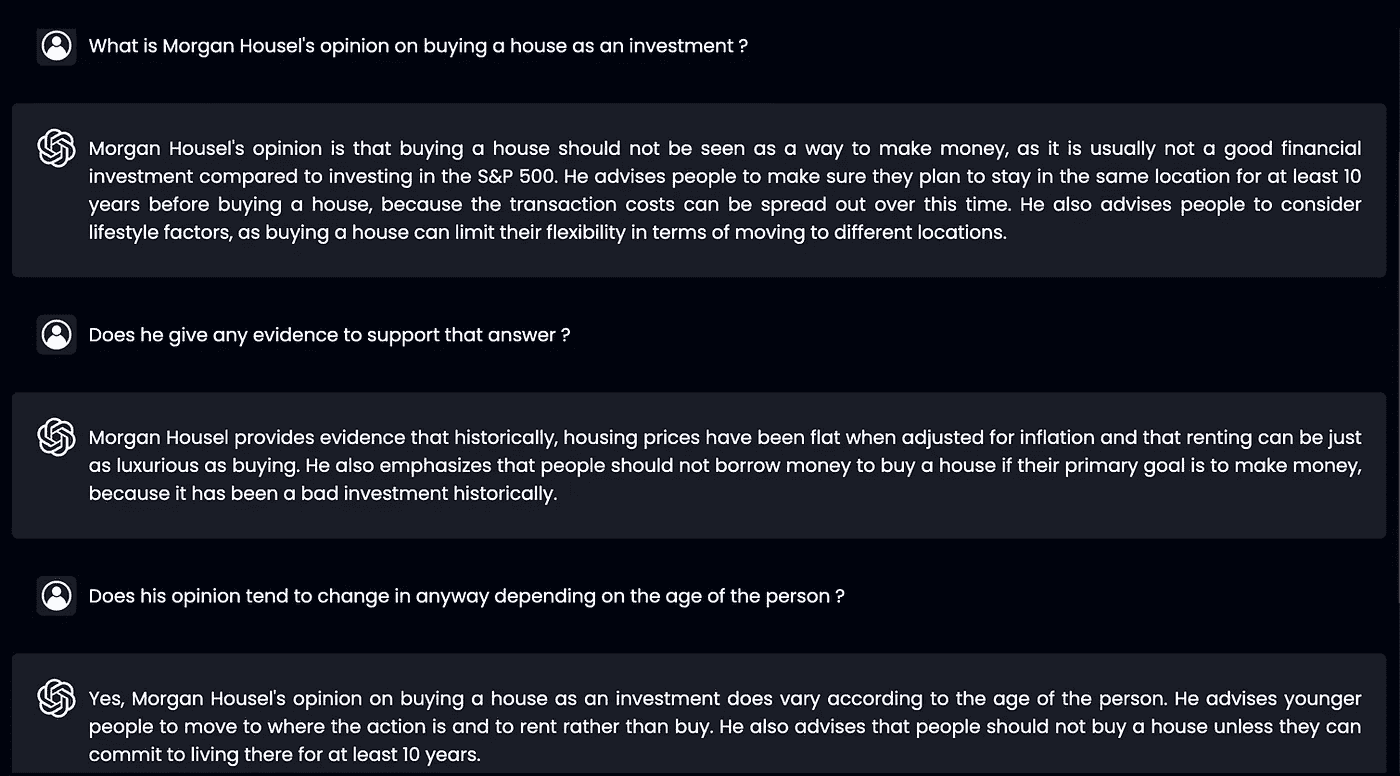 What is Morgan Housel's opinion on buying a house as an investment ?
Morgan Housel's opinion is that buying a house should not be seen as a way to make money, as it is usually not a good financial
investment compared to investing in the S&P 500. He advises people to make sure they plan to stay in the same location for at least 10
years before buying a house, because the transaction costs can be spread out over this time. He also advises people to consider
lifestyle factors, as buying a house can limit their flexibility in terms of moving to different locations.
Does he give any evidence to support that answer ?
Morgan Housel provides evidence that historically, housing prices have been flat when adjusted for inflation and that renting can be just
as luxurious as buying. He also emphasizes that people should not borrow money to buy a house if their primary goal is to make money,
because it has been a bad investment historically.
Does his opinion tend to change in anyway depending on the age of the person ?
Yes, Morgan Housel's opinion on buying a house as an investment does vary according to the age of the person. He advises younger
people to move to where the action is and to rent rather than buy. He also advises that people should not buy a house unless they can
commit to living there for at least 10 years.